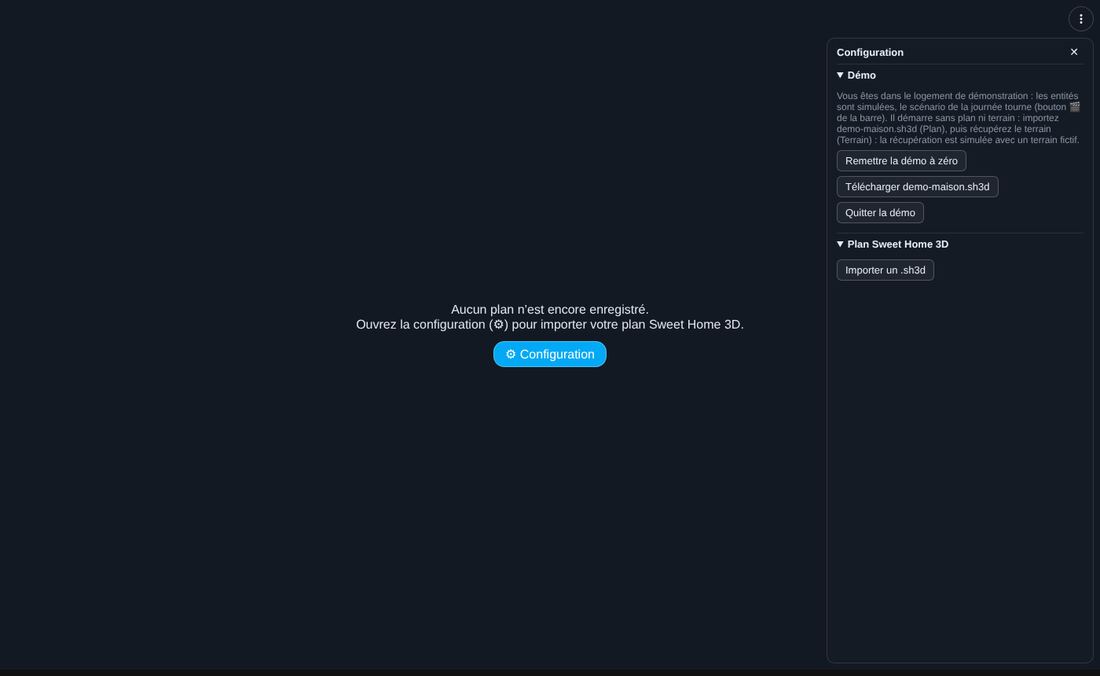 Configuration ✕
▼ Démo
Vous êtes dans le logement de démonstration : les entités
sont simulées, le scénario de la journée tourne (bouton 🎬
de la barre). Il démarre sans plan ni terrain : importez
demo-maison.sh3d (Plan), puis récupérez le terrain
(Terrain) : la récupération est simulée avec un terrain fictif.
Remettre la démo à zéro
Télécharger demo-maison.sh3d
Quitter la démo
▼ Plan Sweet Home 3D
Importer un .sh3d
Aucun plan n’est encore enregistré.
Ouvrez la configuration (⚙) pour importer votre plan Sweet Home 3D.
⚙ Configuration